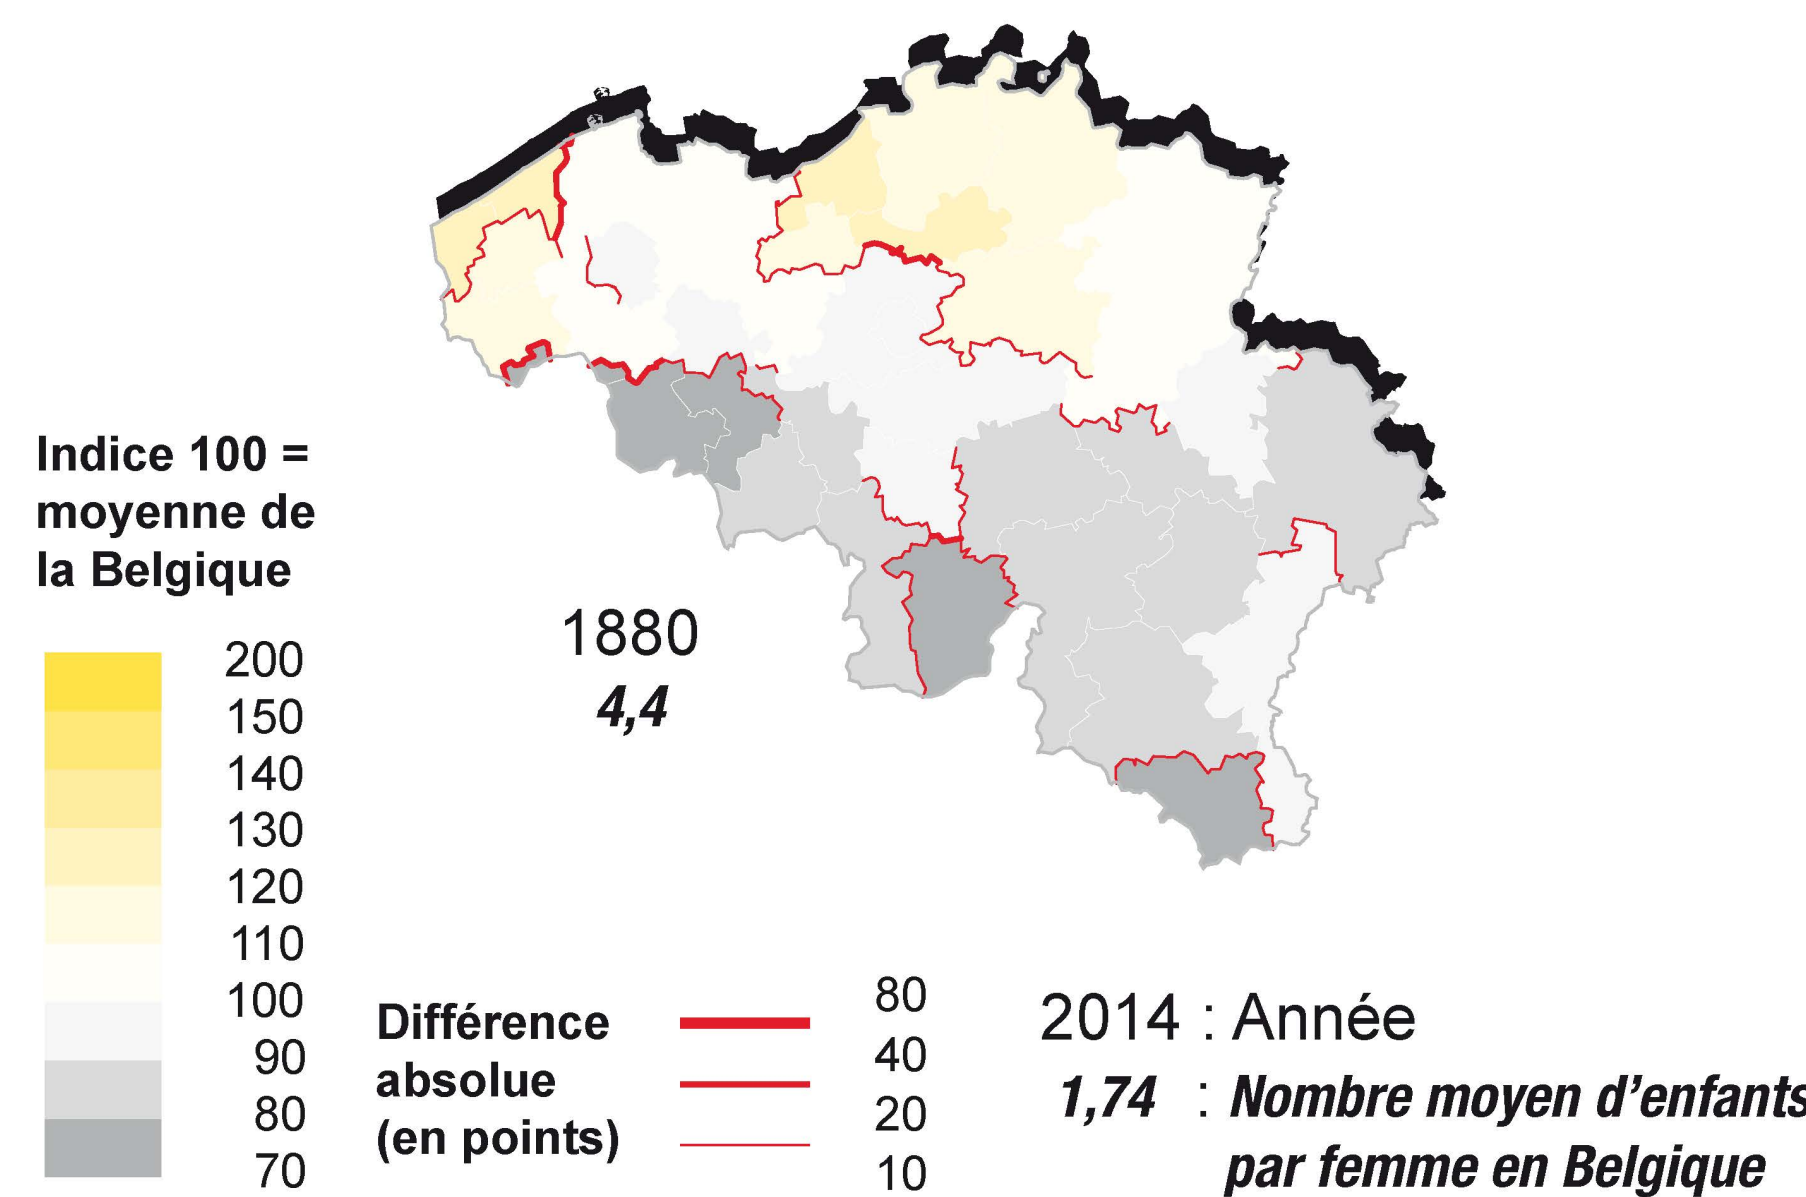 Indice 100 =
moyenne de
la Belgique
200
150
140
130
120
110
100
90
80
70
1880
4,4
Différence
absolue
(en points)
80
40
20
10
2014 : Année
1,74 : Nombre moyen d'enfants
par femme en Belgique